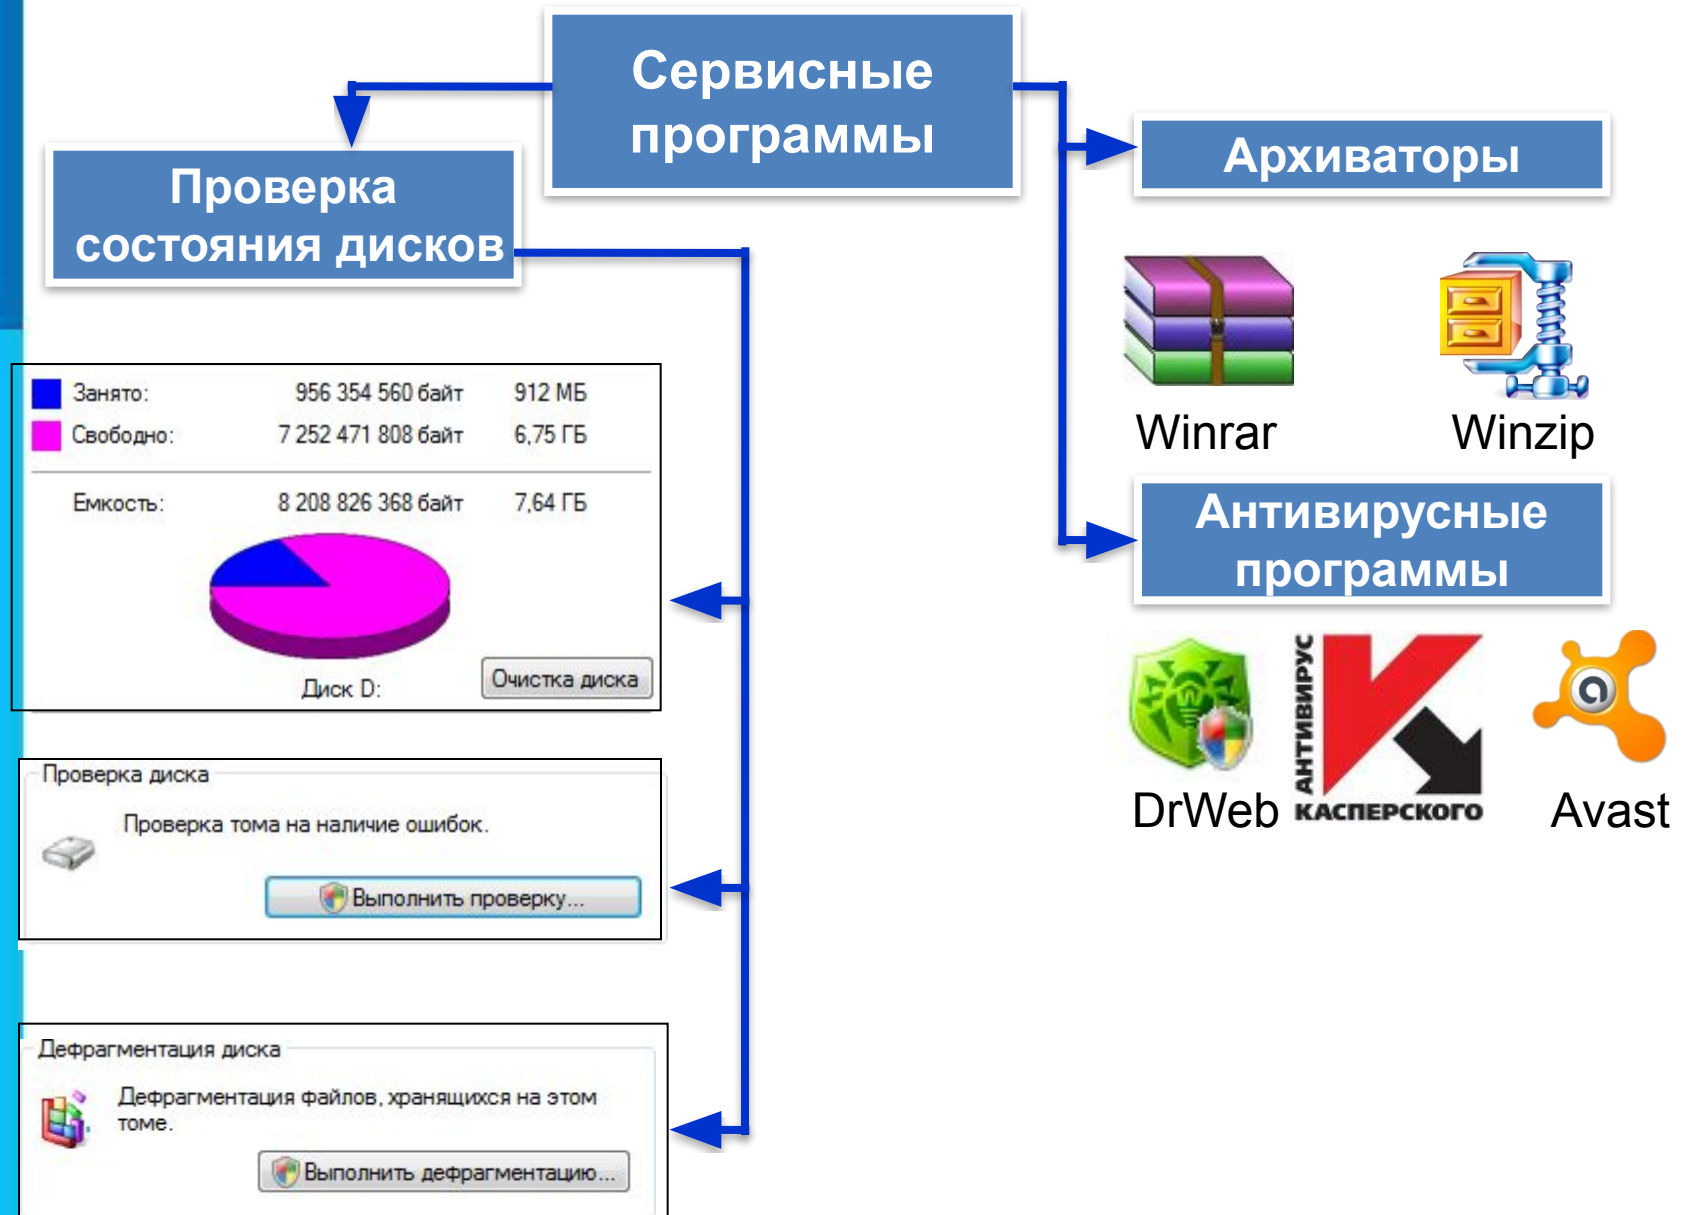 Сервисные
программы
Проверка
состояния дисков
Занято: 956 354 560 байт 912 МБ
Свободно: 7 252 471 808 байт 6,75 ГБ
Емкость: 8 208 826 368 байт 7,64 ГБ
Диск D:
Очистка диска
Проверка диска
Проверка тома на наличие ошибок.
Выполнить проверку...
Дефрагментация диска
Дефрагментация файлов, хранящихся на этом
томе.
Выполнить дефрагментацию...
Архиваторы
Winrar
Winzip
Антивирусные
программы
DrWeb
АНТИВИРУС
КАСПЕРСКОГО
a
Avast